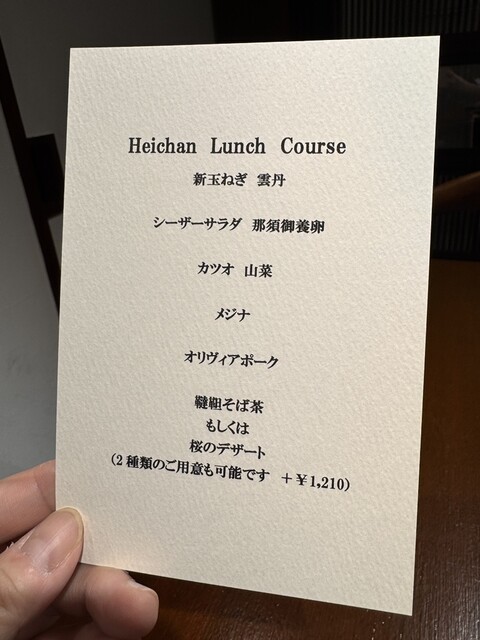 Heichan Lunch Course
新玉ねぎ 雲丹
シーザーサラダ 那須御養卵
カツオ 山菜
メジナ
オリヴィアポーク
韃靼そば茶
もしくは
桜のデザート
(2種類のご用意も可能です ＋¥1,210)